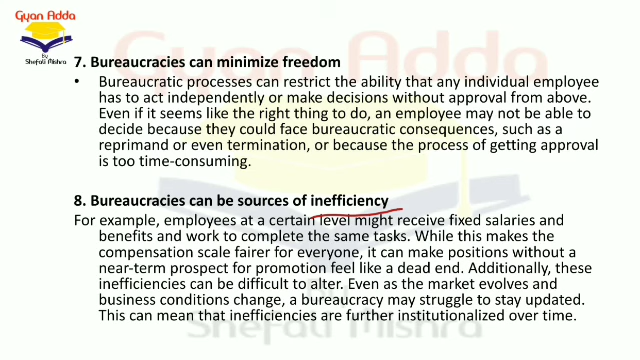 Gyan Adda
By
Shefali Mishra
7. Bureaucracies can minimize freedom
• Bureaucratic processes can restrict the ability that any individual employee
has to act independently or make decisions without approval from above.
Even if it seems like the right thing to do, an employee may not be able to
decide because they could face bureaucratic consequences, such as a
reprimand or even termination, or because the process of getting approval
is too time-consuming.
8. Bureaucracies can be sources of inefficiency
For example, employees at a certain level might receive fixed salaries and
benefits and work to complete the same tasks. While this makes the
compensation scale fairer for everyone, it can make positions without a
near-term prospect for promotion feel like a dead end. Additionally, these
inefficiencies can be difficult to alter. Even as the market evolves and
business conditions change, a bureaucracy may struggle to stay updated.
This can mean that inefficiencies are further institutionalized over time.
Gyan Adda
By
Shefali Mishra